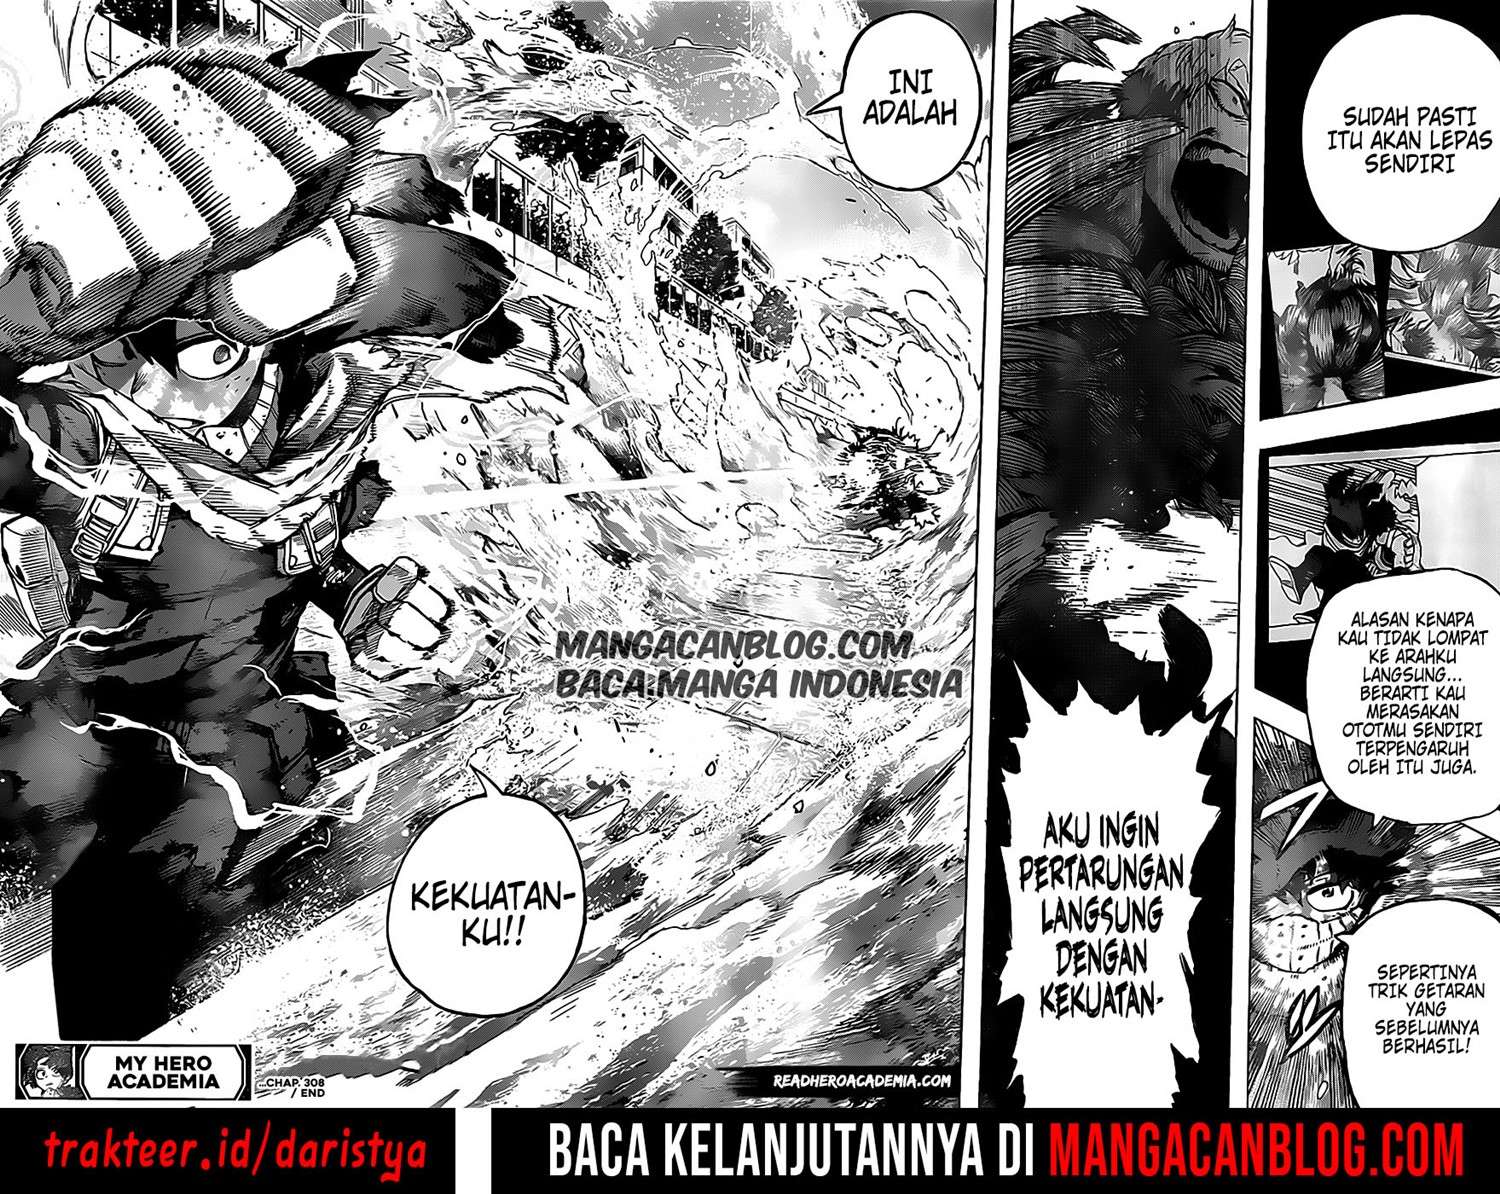 SUDAH PASTI
ITU AKAN LEPAS
SENDIRI
ALASAN KENAPA
KAU TIDAK LOMPAT
KE ARAHKU
LANGSUNG...
BERARTI KAU
MERASAKAN
OTOTMU SENDIRI
TERPENGARUH
OLEH ITU JUGA.
SEPERTINYA
TRIK GETARAN
YANG
SEBELUMNYA
BERHASIL!
AKU INGIN
PERTARUNGAN
LANGSUNG
DENGAN
KEKUATAN-
INI
ADALAH
KEKUATAN-
KU!!
MANGACANBLOG.COM
BACA MANGA INDONESIA
MY HERO
ACADEMIA
...CHAP. 308
/ END
READHEROACADEMIA.COM
trakteer.id/daristya
BACA KELANJUTANNYA DI MANGACANBLOG.COM